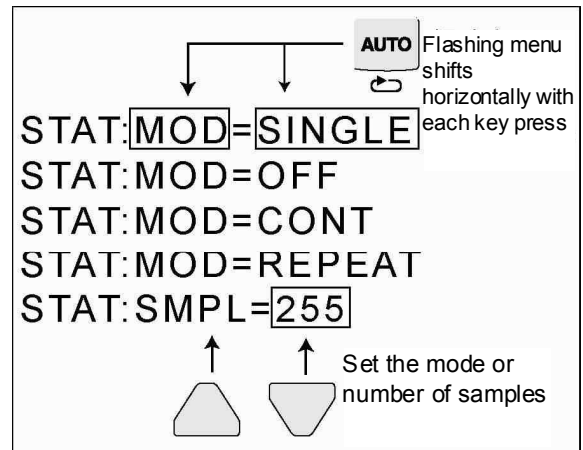 AUTO
Flashing menu
shifts
horizontally with
each key press
STAT:MOD=SINGLE
STAT:MOD=OFF
STAT:MOD=CONT
STAT:MOD=REPEAT
STAT:SMPL=255
Set the mode or
number of samples